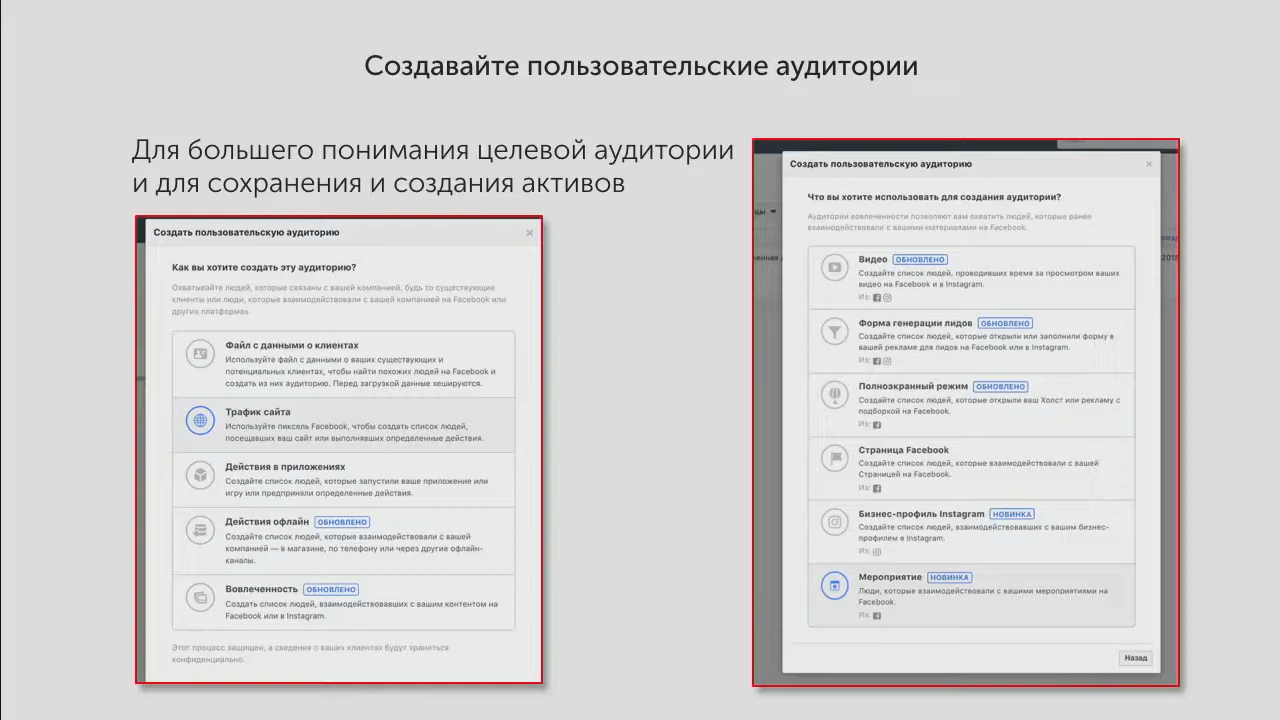 Создавайте пользовательские аудитории
Для большего понимания целевой аудитории
и для сохранения и создания активов
Создать пользовательскую аудиторию
Как вы хотите создать эту аудиторию?
Охватывайте людей, которые связаны с вашей компанией, будь то существующие
клиенты или люди, которые взаимодействовали с вашей компанией на Facebook или
других платформах.
Файл с данными о клиентах
Используйте файл с данными о ваших существующих и
потенциальных клиентах, чтобы найти похожих людей на Facebook и
создать из них аудиторию. Перед загрузкой данные хешируются.
Трафик сайта
Используйте пиксель Facebook, чтобы создать список людей,
посещавших ваш сайт или выполнявших определенные действия.
Действия в приложениях
Создайте список людей, которые запустили ваше приложение или
игру или предприняли определенные действия.
Действия офлайн ОБНОВЛЕНО
Создайте список людей, которые взаимодействовали с вашей
компанией — в магазине, по телефону или через другие офлайн-
каналы.
Вовлеченность ОБНОВЛЕНО
Создать список людей, взаимодействовавших с вашим контентом на
Facebook или в Instagram.
Этот процесс защищен, а сведения о ваших клиентах будут храниться
конфиденциально.
Создать пользовательскую аудиторию
Что вы хотите использовать для создания аудитории?
Аудитории вовлеченности позволяют вам охватить людей, которые ранее
взаимодействовали с вашими материалами на Facebook.
Видео ОБНОВЛЕНО
Создайте список людей, проводивших время за просмотром ваших
видео на Facebook и в Instagram.
Из:
Форма генерации лидов ОБНОВЛЕНО
Создайте список людей, которые открыли или заполнили форму в
вашей рекламе для лидов на Facebook или в Instagram.
Из:
Полноэкранный режим ОБНОВЛЕНО
Создайте список людей, которые открыли ваш Холст или рекламу с
подборкой на Facebook.
Из:
Страница Facebook
Создайте список людей, которые взаимодействовали с вашей
Страницей на Facebook.
Из:
Бизнес-профиль Instagram НОВИНКА
Создайте список людей, взаимодействовавших с вашим бизнес-
профилем в Instagram.
Из:
Мероприятие НОВИНКА
Люди, которые взаимодействовали с вашими мероприятиями на
Facebook.
Из:
Назад